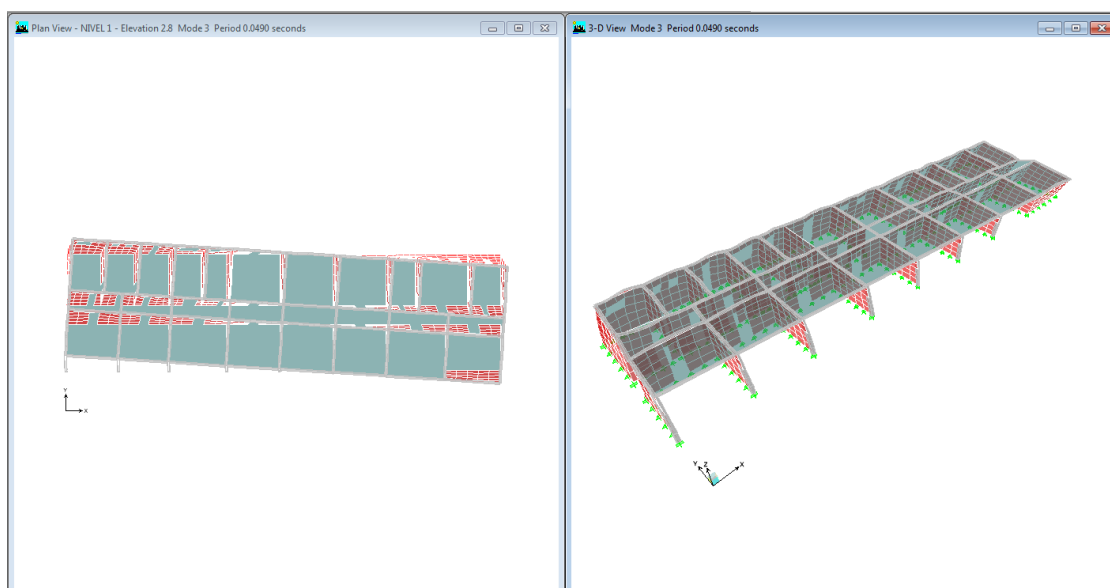 Plan View - NIVEL 1 - Elevation 2.8  Mode 3  Period 0.0490 seconds
3-D View  Mode 3  Period 0.0490 seconds
Y
X
Y
Z
X